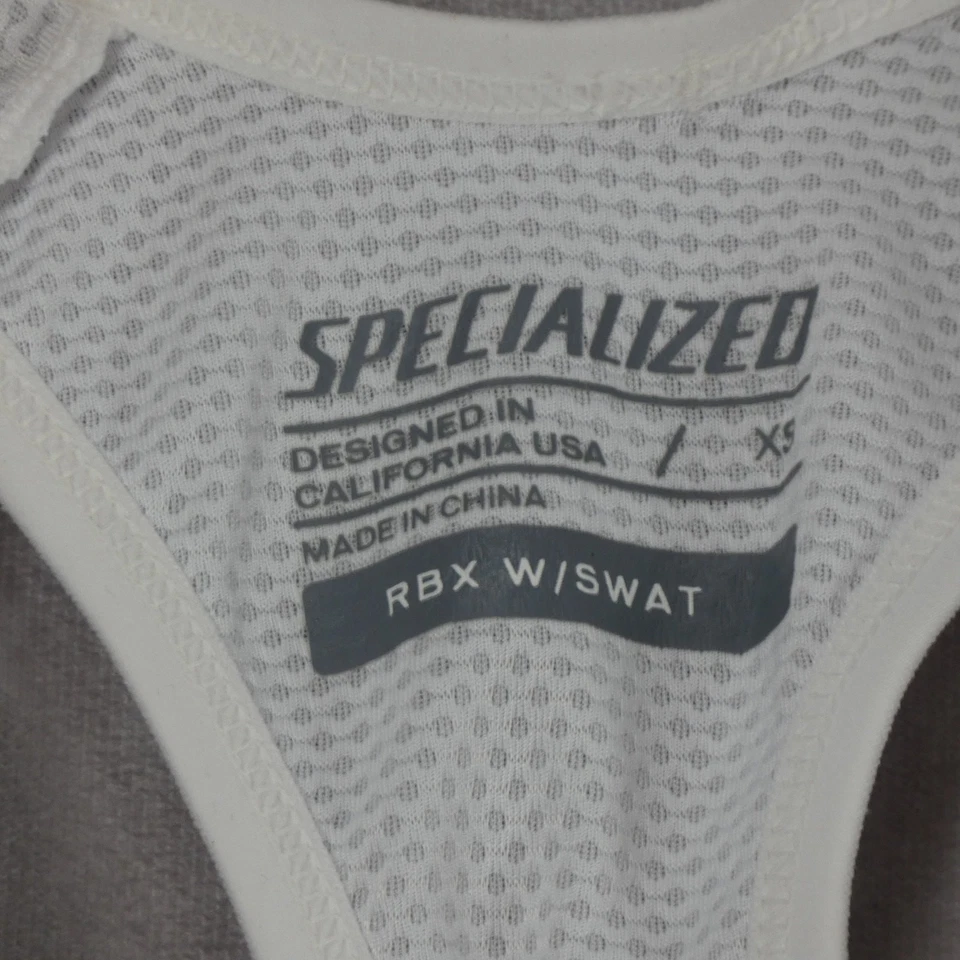 SPECIALIZED
DESIGNED IN
CALIFORNIA USA / XS
MADE IN CHINA
RBX W/SWAT